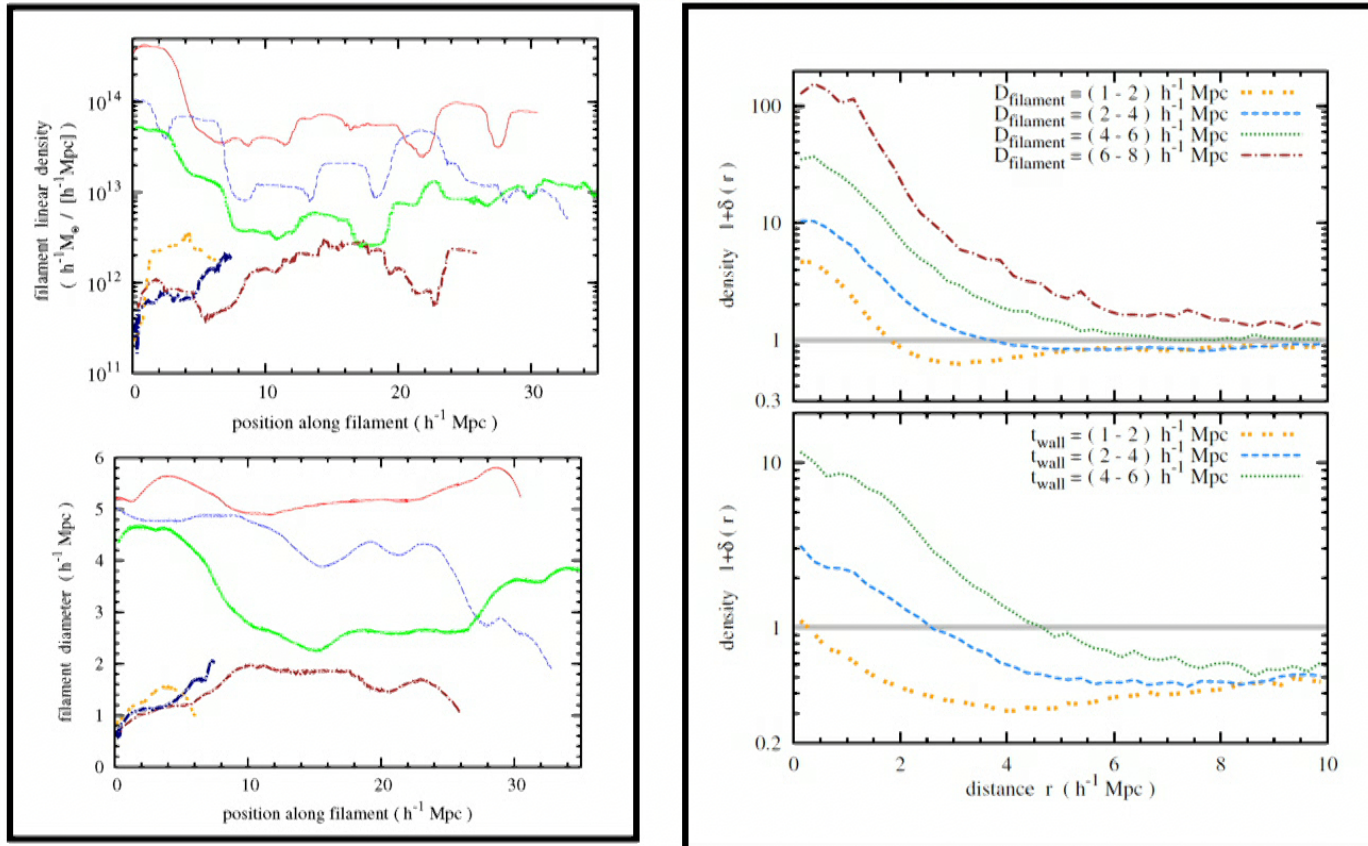 filament linear density
( h⁻¹M⊙ / [h⁻¹Mpc]
10¹⁴
10¹³
10¹²
10¹¹
0 10 20 30
position along filament ( h⁻¹ Mpc )
filament diameter ( h⁻¹ Mpc )
6
5
4
3
2
1
0
0 10 20 30
position along filament ( h⁻¹ Mpc )
density 1+δ ( r )
100
10
1
0.3
D_filament = ( 1 - 2 ) h⁻¹ Mpc
D_filament = ( 2 - 4 ) h⁻¹ Mpc
D_filament = ( 4 - 6 ) h⁻¹ Mpc
D_filament = ( 6 - 8 ) h⁻¹ Mpc
density 1+δ ( r )
10
1
0.2
t_wall = ( 1 - 2 ) h⁻¹ Mpc
t_wall = ( 2 - 4 ) h⁻¹ Mpc
t_wall = ( 4 - 6 ) h⁻¹ Mpc
0 2 4 6 8 10
distance r ( h⁻¹ Mpc )